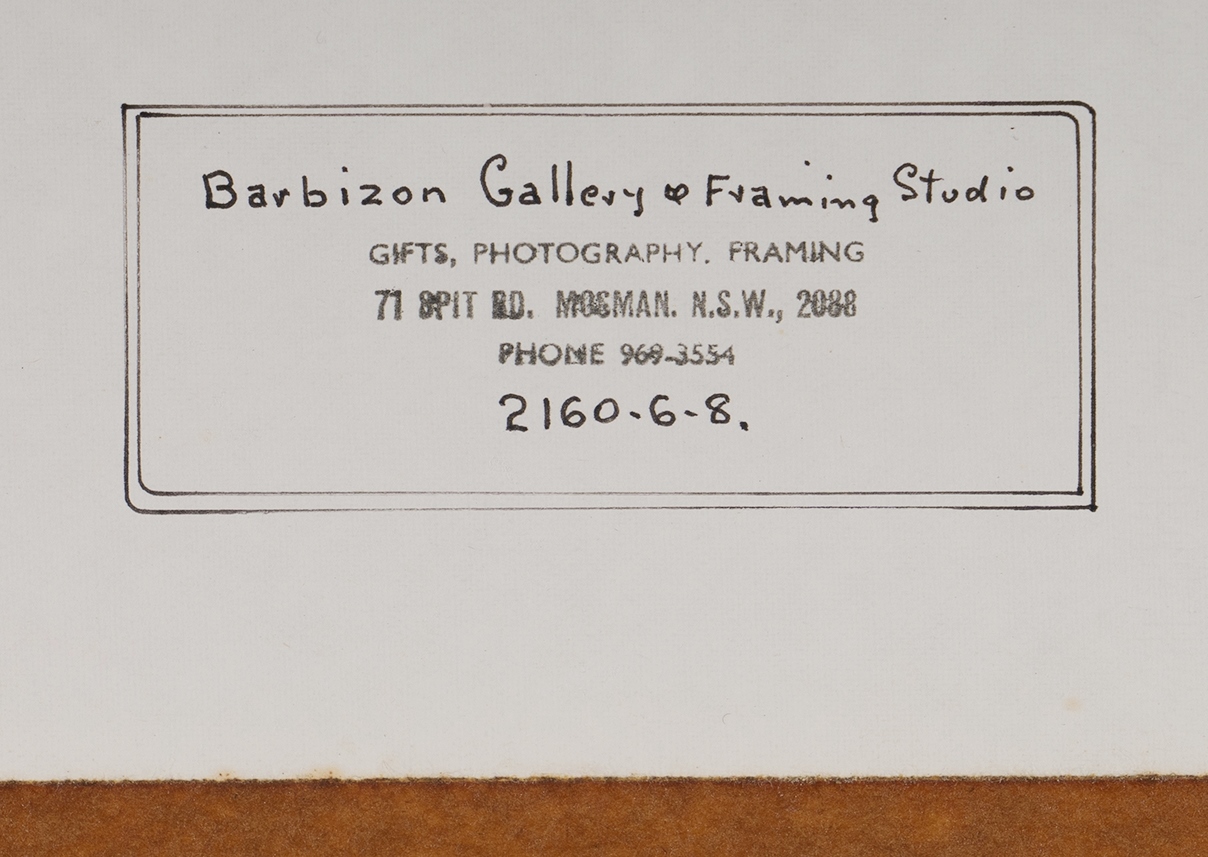 Barbizon Gallery & Framing Studio
GIFTS, PHOTOGRAPHY. FRAMING
71 SPIT RD. MOSMAN. N.S.W., 2088
PHONE 969-3554
2160-6-8.